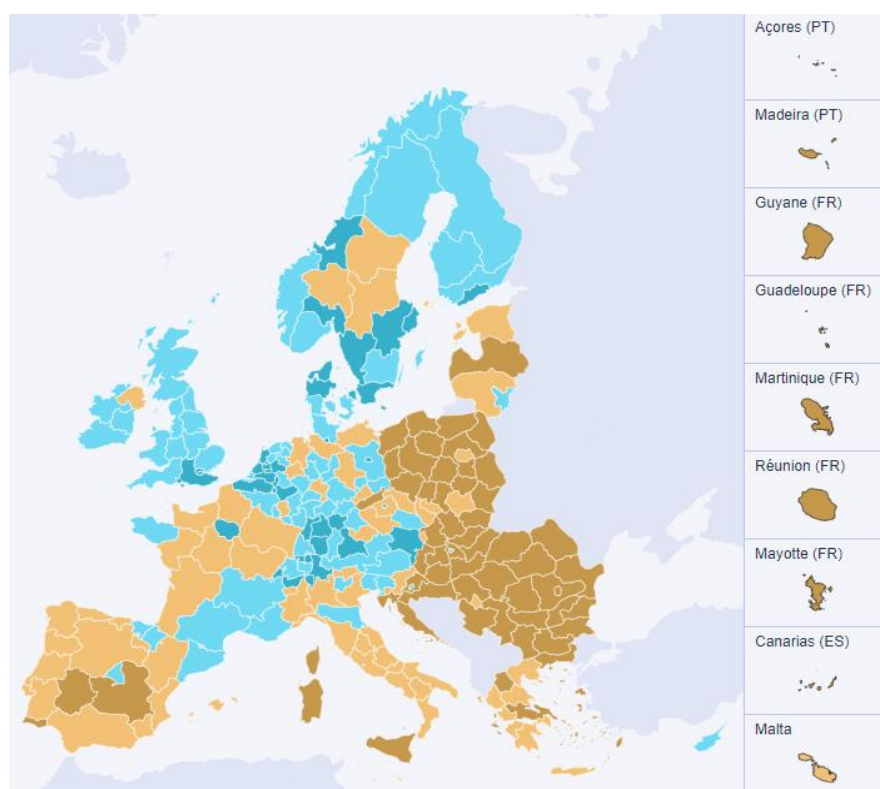 Açores (PT)
Madeira (PT)
Guyane (FR)
Guadeloupe (FR)
Martinique (FR)
Réunion (FR)
Mayotte (FR)
Canarias (ES)
Malta